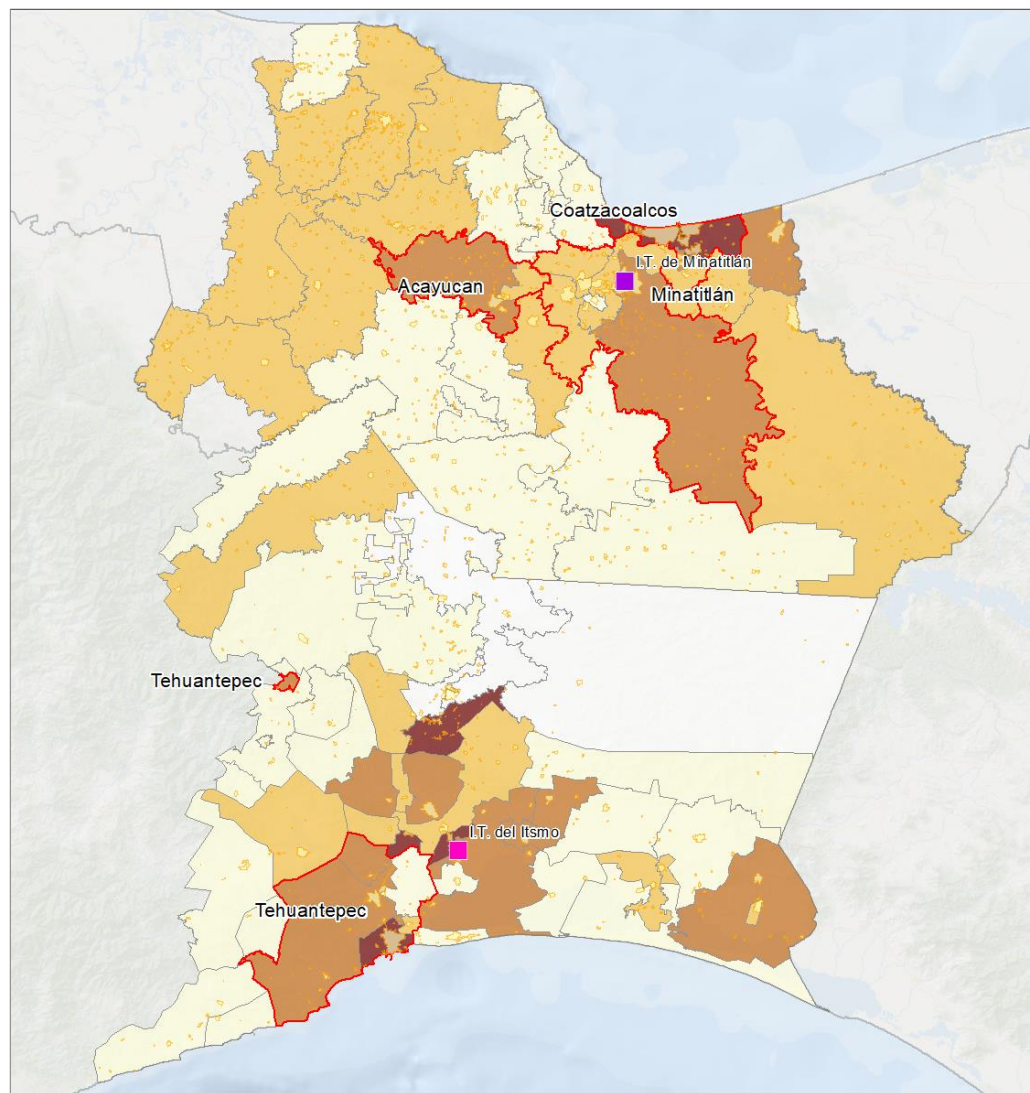 Coatzacoalcos
I.T. de Minatitlán
Acayucan
Minatitlán
Tehuantepec
I.T. del Itsmo
Tehuantepec